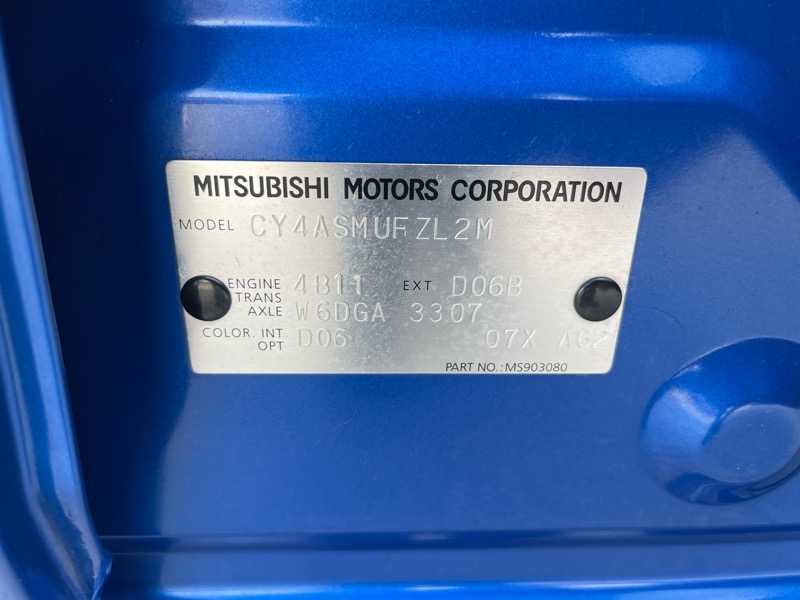 MITSUBISHI MOTORS CORPORATION
MODEL CY4ASMUFZL2M
ENGINE 4B11 EXT D06B
TRANS AXLE W6DGA 3307
COLOR. INT. OPT D06 07X A62
PART NO.: MS903080